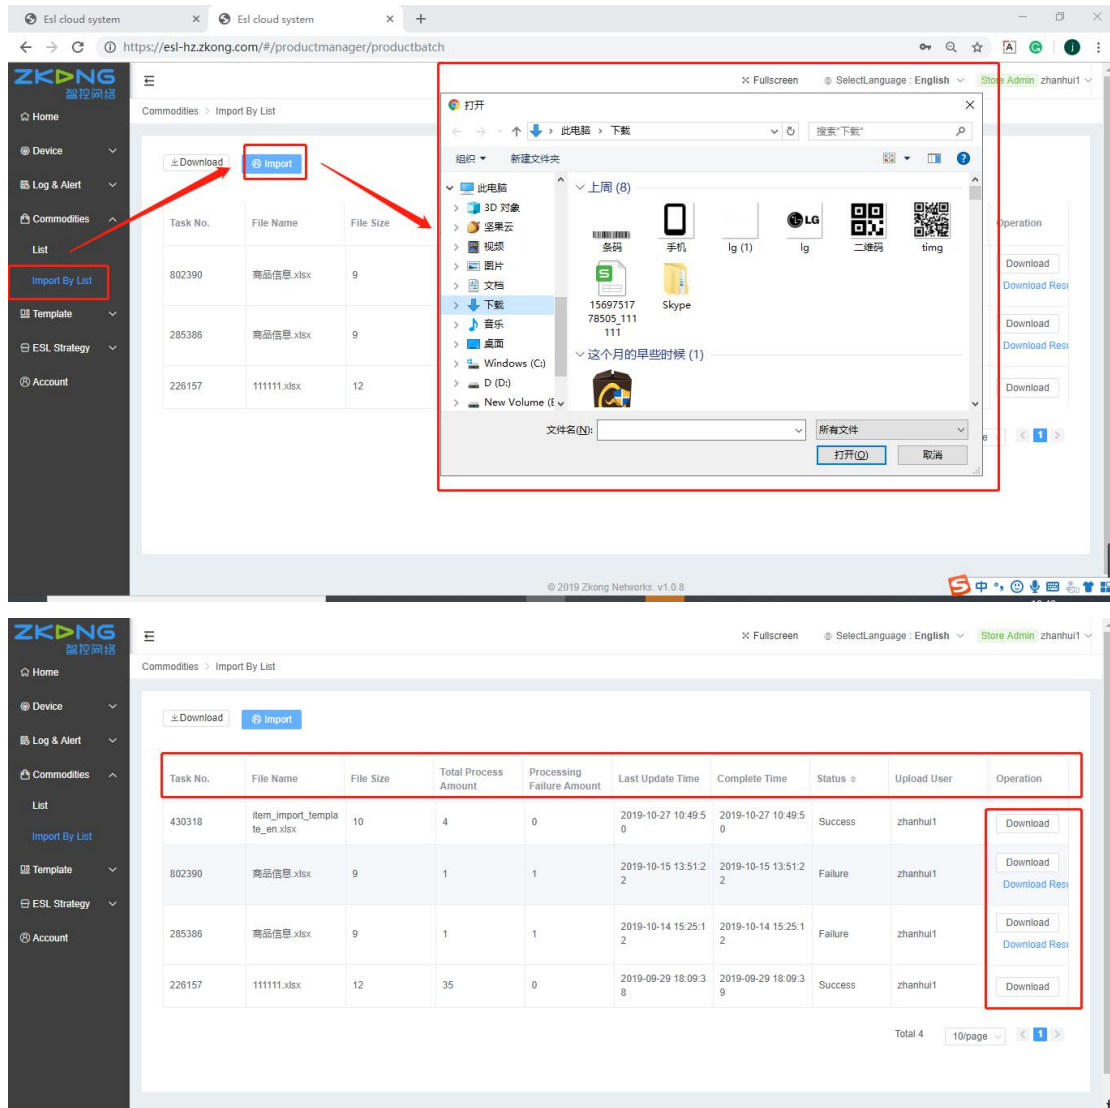 Esl cloud system
Esl cloud system
https://esl-hz.zkong.com/#/productmanager/productbatch
ZKONG
智控网络
Fullscreen
SelectLanguage : English
Store Admin zhanhui1
Home
Device
Log & Alert
Commodities
List
Import By List
Template
ESL Strategy
Account
Commodities > Import By List
Download
Import
Task No. File Name File Size Operation
802390 商品信息.xlsx 9 Download
Download Resu
285386 商品信息.xlsx 9 Download
Download Resu
226157 111111.xlsx 12 Download
1
打开
此电脑 › 下载
搜索"下载"
组织
新建文件夹
此电脑
3D 对象
坚果云
视频
图片
文档
下载
音乐
桌面
Windows (C:)
D (D:)
New Volume (E
上周 (8)
条码
手机
lg (1)
LG
lg
二维码
timg
15697517
78505_111
111
Skype
这个月的早些时候 (1)
文件名(N):
所有文件
打开(O)
取消
© 2019 Zkong Networks. v1.0.8
中
ZKONG
智控网络
Fullscreen
SelectLanguage : English
Store Admin zhanhui1
Home
Device
Log & Alert
Commodities
List
Import By List
Template
ESL Strategy
Account
Commodities > Import By List
Download
Import
Task No. File Name File Size Total Process Amount Processing Failure Amount Last Update Time Complete Time Status Upload User Operation
430318 item_import_templa
te_en.xlsx 10 4 0 2019-10-27 10:49:5
0 2019-10-27 10:49:5
0 Success zhanhui1 Download
802390 商品信息.xlsx 9 1 1 2019-10-15 13:51:2
2 2019-10-15 13:51:2
2 Failure zhanhui1 Download
Download Resu
285386 商品信息.xlsx 9 1 1 2019-10-14 15:25:1
2 2019-10-14 15:25:1
2 Failure zhanhui1 Download
Download Resu
226157 111111.xlsx 12 35 0 2019-09-29 18:09:3
8 2019-09-29 18:09:3
9 Success zhanhui1 Download
Total 4
10/page
1